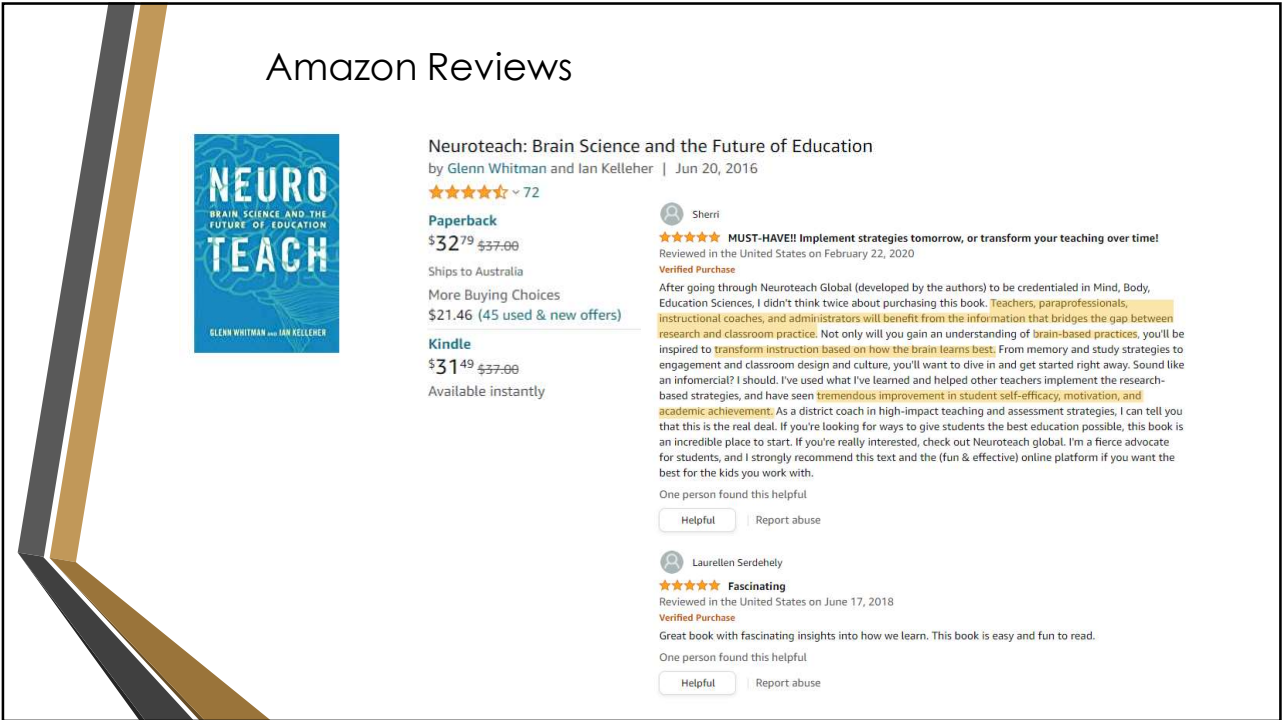 Amazon Reviews
NEURO
BRAIN SCIENCE AND THE
FUTURE OF EDUCATION
TEACH
GLENN WHITMAN AND IAN KELLEHER
Neuroteach: Brain Science and the Future of Education
by Glenn Whitman and Ian Kelleher | Jun 20, 2016
72
Paperback
$32.79 $37.00
Ships to Australia
More Buying Choices
$21.46 (45 used & new offers)
Kindle
$31.49 $37.00
Available instantly
Sherri
MUST-HAVE!! Implement strategies tomorrow, or transform your teaching over time!
Reviewed in the United States on February 22, 2020
Verified Purchase
After going through Neuroteach Global (developed by the authors) to be credentialed in Mind, Body,
Education Sciences, I didn't think twice about purchasing this book. Teachers, paraprofessionals,
instructional coaches, and administrators will benefit from the information that bridges the gap between
research and classroom practice. Not only will you gain an understanding of brain-based practices, you'll be
inspired to transform instruction based on how the brain learns best. From memory and study strategies to
engagement and classroom design and culture, you'll want to dive in and get started right away. Sound like
an infomercial? I should. I've used what I've learned and helped other teachers implement the research-
based strategies, and have seen tremendous improvement in student self-efficacy, motivation, and
academic achievement. As a district coach in high-impact teaching and assessment strategies, I can tell you
that this is the real deal. If you're looking for ways to give students the best education possible, this book is
an incredible place to start. If you're really interested, check out Neuroteach global. I'm a fierce advocate
for students, and I strongly recommend this text and the (fun & effective) online platform if you want the
best for the kids you work with.
One person found this helpful
Helpful | Report abuse
Laurellen Serdehely
Fascinating
Reviewed in the United States on June 17, 2018
Verified Purchase
Great book with fascinating insights into how we learn. This book is easy and fun to read.
One person found this helpful
Helpful | Report abuse